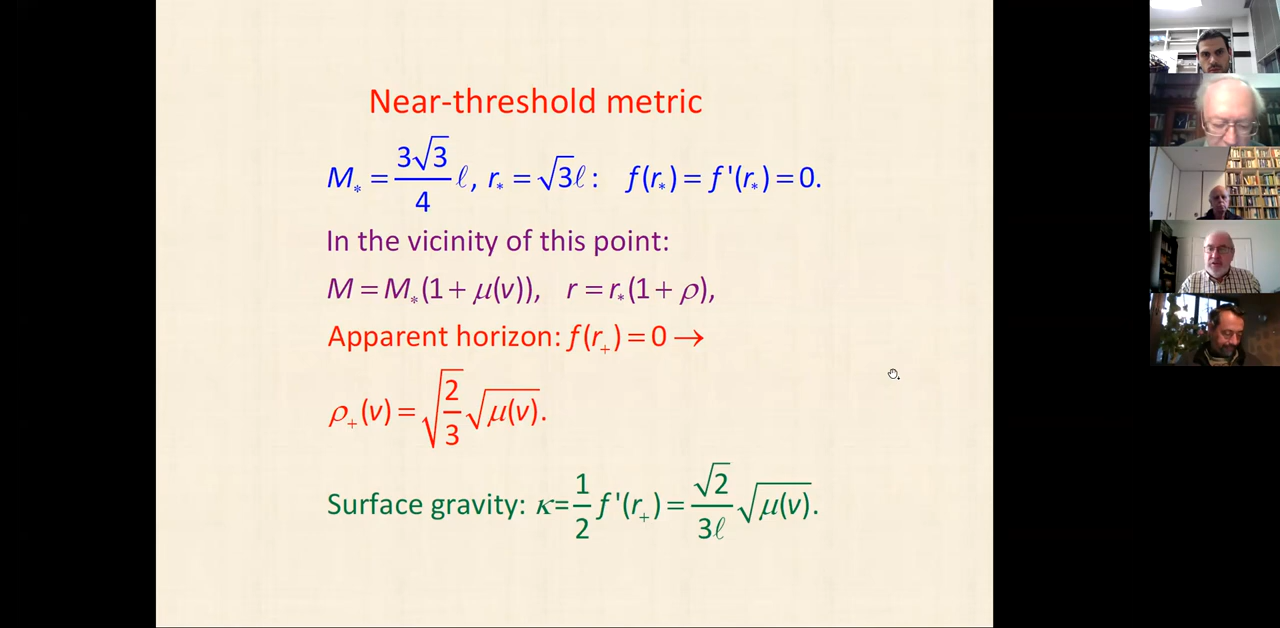 Near-threshold metric
M* = 3√3/4 ℓ, r* = √3ℓ : f(r*) = f'(r*) = 0.
In the vicinity of this point:
M = M*(1 + μ(v)), r = r*(1 + ρ),
Apparent horizon: f(r₊) = 0 →
ρ₊(v) = √(2/3) √μ(v).
Surface gravity: κ = 1/2 f'(r₊) = √2/3ℓ √μ(v).